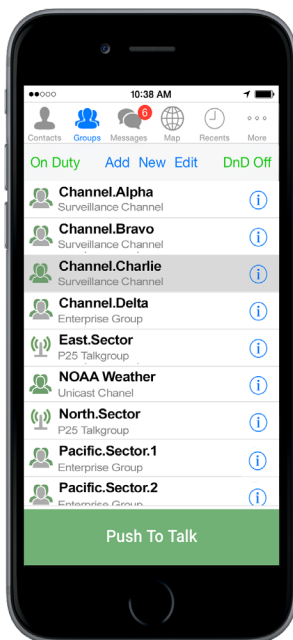 10:38 AM
6
Contacts Groups Messages Map Recents More
On Duty Add New Edit DnD Off
Channel.Alpha
Surveillance Channel
Channel.Bravo
Surveillance Channel
Channel.Charlie
Surveillance Channel
Channel.Delta
Enterprise Group
East.Sector
P25 Talkgroup
NOAA Weather
Unicast Chanel
North.Sector
P25 Talkgroup
Pacific.Sector.1
Enterprise Group
Pacific.Sector.2
Enterprise Group
Push To Talk